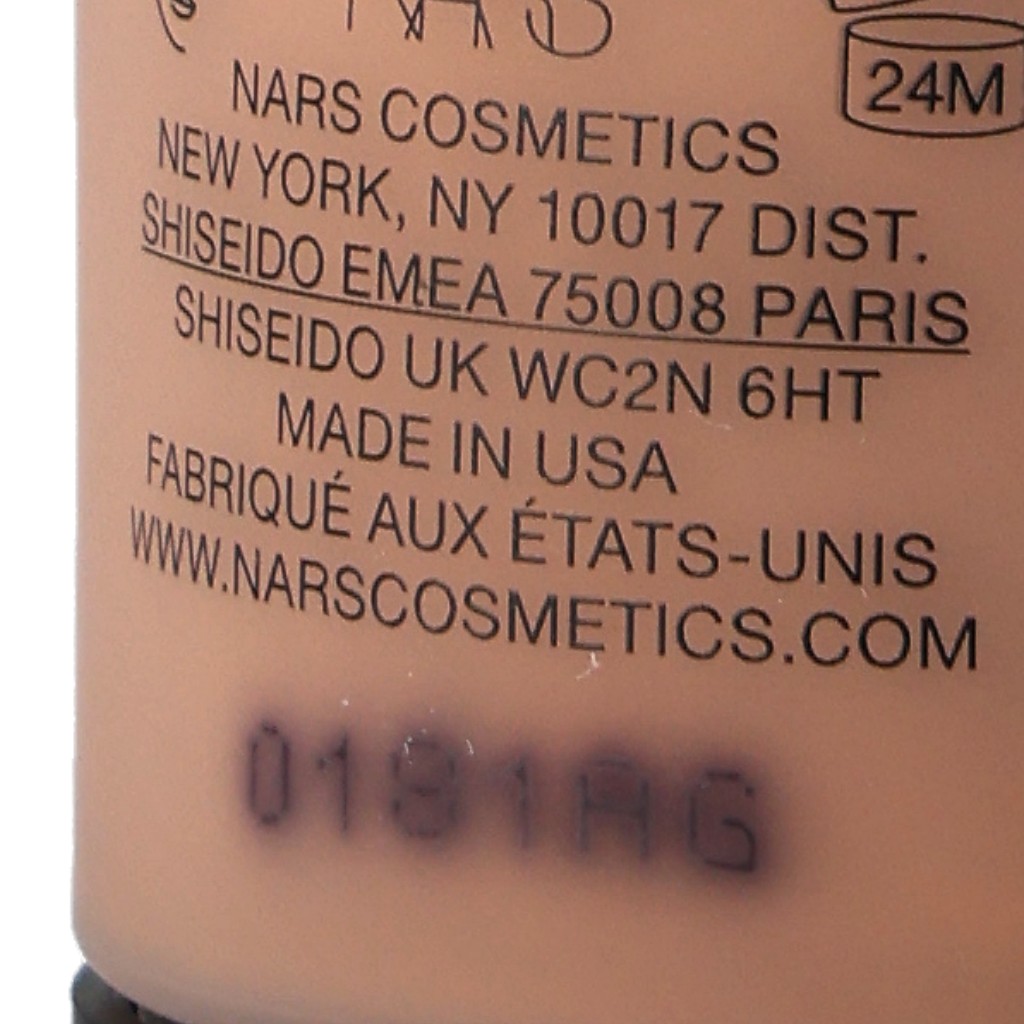 24M
NARS COSMETICS
NEW YORK, NY 10017 DIST.
SHISEIDO EMEA 75008 PARIS
SHISEIDO UK WC2N 6HT
MADE IN USA
FABRIQUÉ AUX ÉTATS-UNIS
WWW.NARSCOSMETICS.COM
0181AG